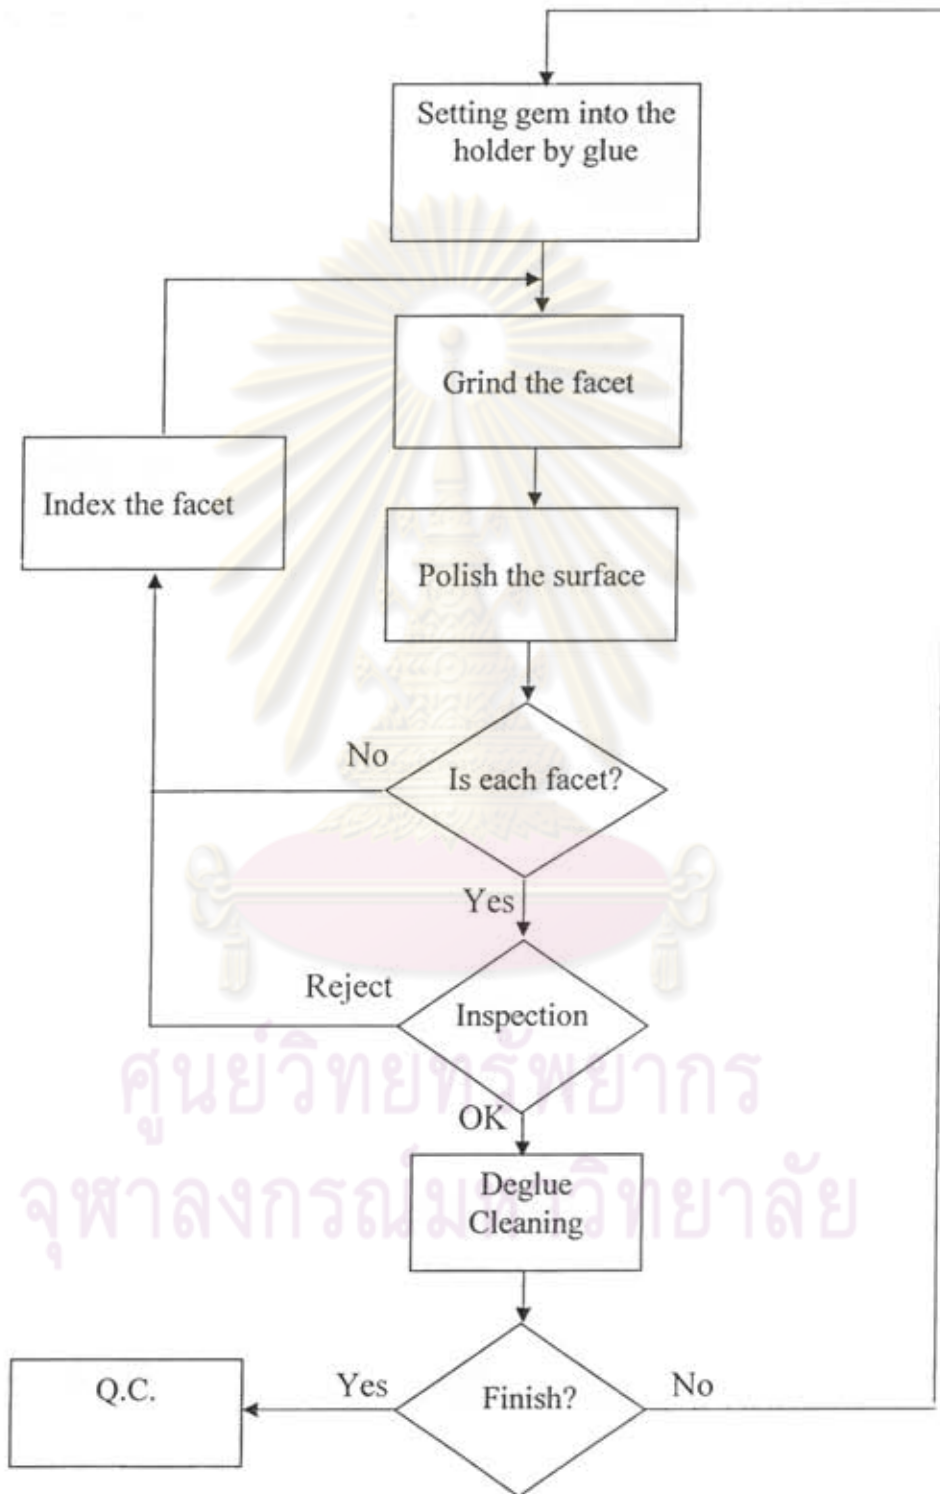 Setting gem into the
holder by glue
Grind the facet
Index the facet
Polish the surface
No
Is each facet?
Yes
Reject
Inspection
ศูนย์วิทยทรัพยากร
OK
จุฬาลงกรณ์มหาวิทยาลัย
Deglue
Cleaning
Q.C.
Yes
Finish?
No